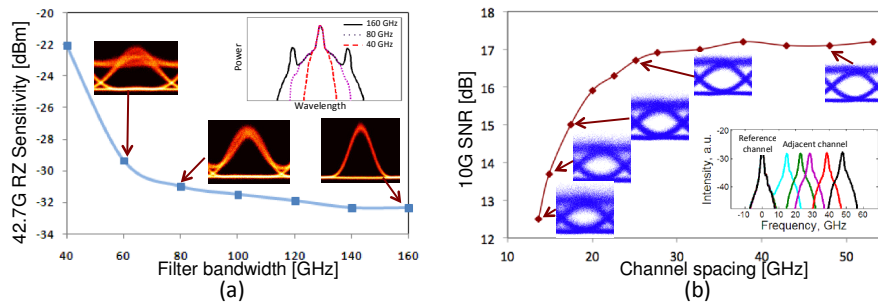 -20
-22
-24
-26
-28
-30
-32
-34
42.7G RZ Sensitivity [dBm]
40 60 80 100 120 140 160
Filter bandwidth [GHz]
(a)
160 GHz
80 GHz
40 GHz
Power
Wavelength
18
17
16
15
14
13
12
10G SNR [dB]
10 20 30 40 50
Channel spacing [GHz]
(b)
Reference
channel
Adjacent channel
Intensity, a.u.
-20
-40
-10 0 10 20 30 40 50 60
Frequency, GHz